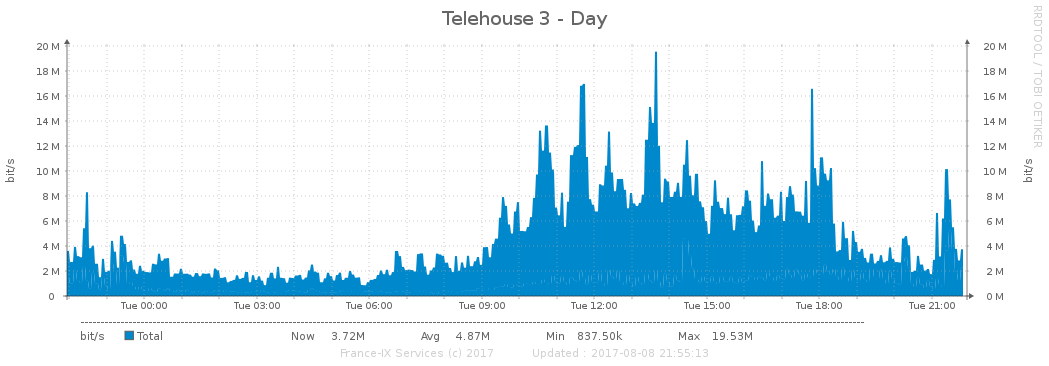 Telehouse 3 - Day
RRDTOOL / TOBI OETIKER
bit/s
bit/s
20 M 20 M
18 M 18 M
16 M 16 M
14 M 14 M
12 M 12 M
10 M 10 M
8 M 8 M
6 M 6 M
4 M 4 M
2 M 2 M
0 0 M
Tue 00:00 Tue 03:00 Tue 06:00 Tue 09:00 Tue 12:00 Tue 15:00 Tue 18:00 Tue 21:00
bit/s Total Now 3.72M Avg 4.87M Min 837.50k Max 19.53M
France-IX Services (c) 2017 Updated : 2017-08-08 21:55:13